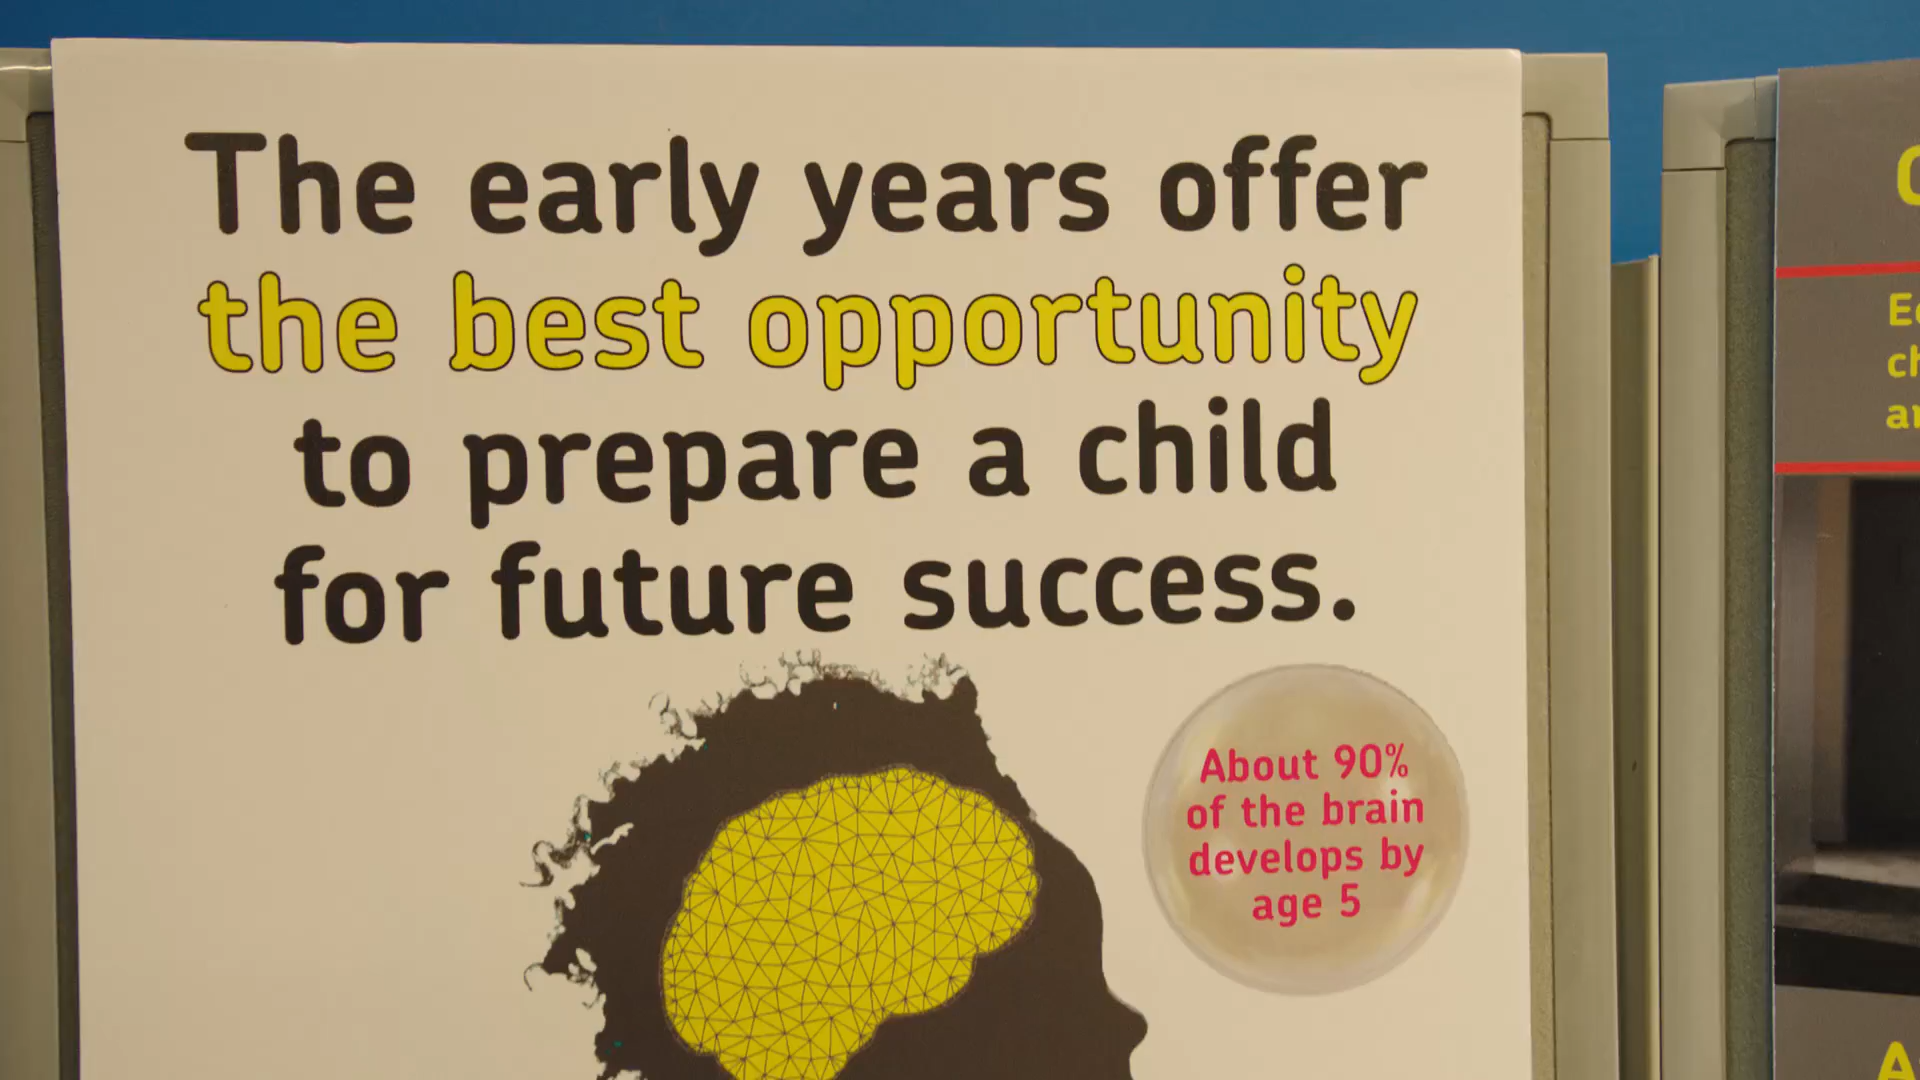 The early years offer
the best opportunity
to prepare a child
for future success.
About 90%
of the brain
develops by
age 5